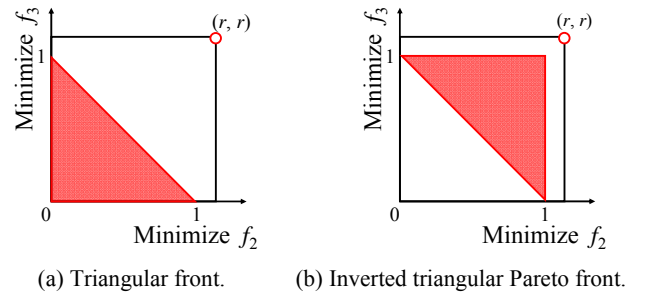 Minimize f3
(r, r)
1
0
1
Minimize f2
(a) Triangular front.
Minimize f3
(r, r)
1
0
1
Minimize f2
(b) Inverted triangular Pareto front.